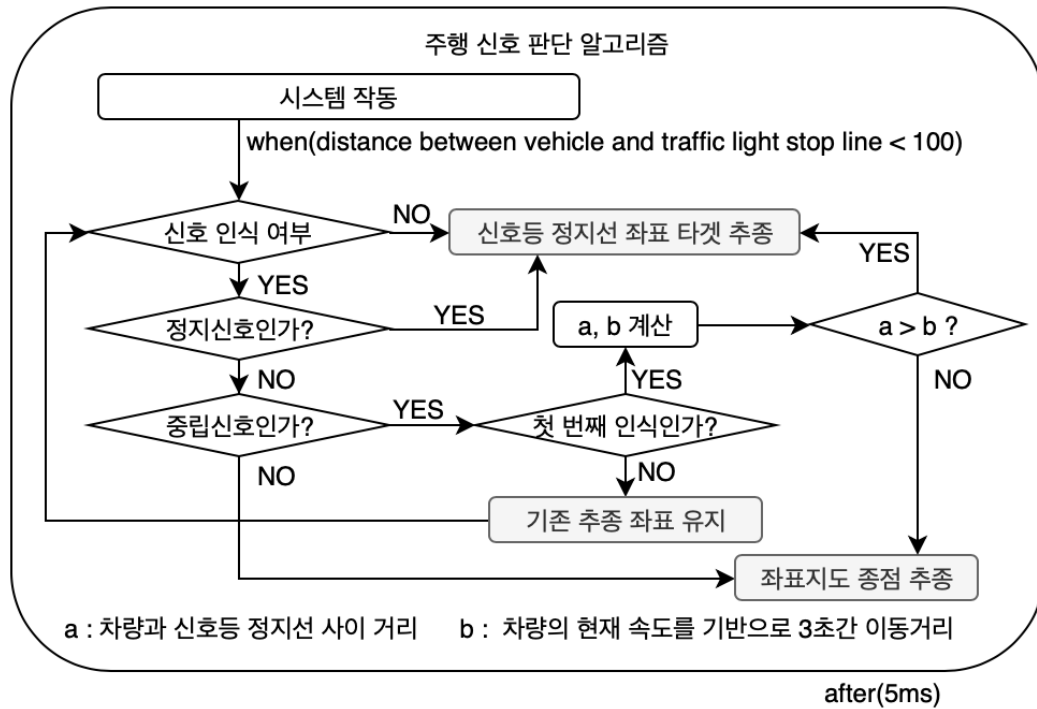 주행 신호 판단 알고리즘
시스템 작동
when(distance between vehicle and traffic light stop line < 100)
신호 인식 여부
NO
신호등 정지선 좌표 타겟 추종
YES
YES
정지신호인가?
YES
a, b 계산
a > b ?
NO
YES
NO
중립신호인가?
YES
첫 번째 인식인가?
NO
NO
기존 추종 좌표 유지
좌표지도 종점 추종
a : 차량과 신호등 정지선 사이 거리
b : 차량의 현재 속도를 기반으로 3초간 이동거리
after(5ms)